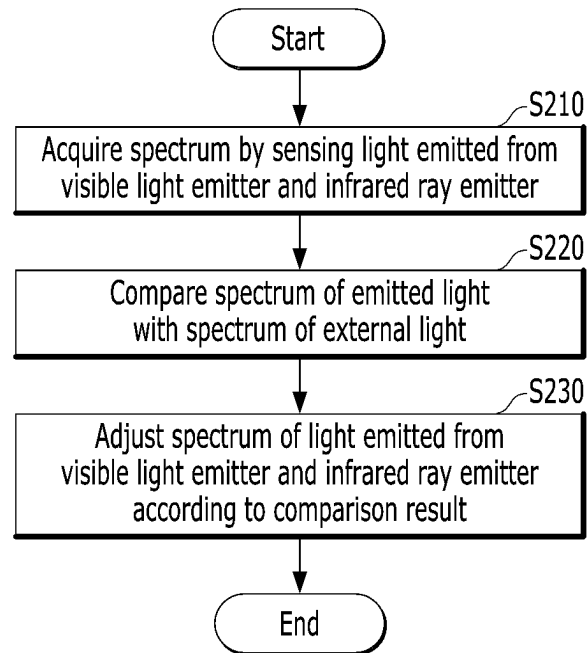 Start
S210
Acquire spectrum by sensing light emitted from
visible light emitter and infrared ray emitter
S220
Compare spectrum of emitted light
with spectrum of external light
S230
Adjust spectrum of light emitted from
visible light emitter and infrared ray emitter
according to comparison result
End